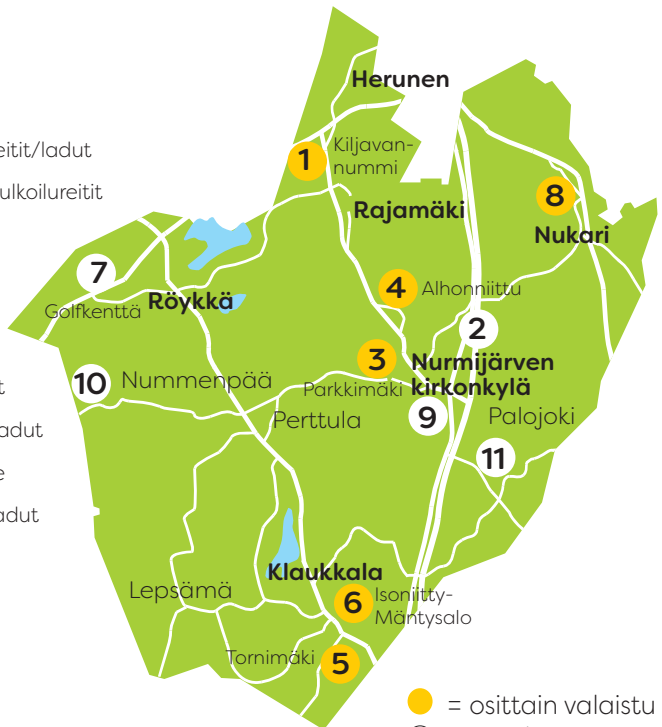 Herunen
eitit/ladut
1
Kiljavan-
nummi
ulkoilureitit
8
Rajamäki
Nukari
7
4
Alhonniittu
Golfkenttä
Röykkä
2
3
Nurmijärven
kirkonkylä
10
Nummenpää
Parkkimäki
t
Perttula
9
Palojoki
adut
11
e
adut
Klaukkala
Lepsämä
6
Isoniitty-
Mäntysalo
Tornimäki
5
= osittain valaistu